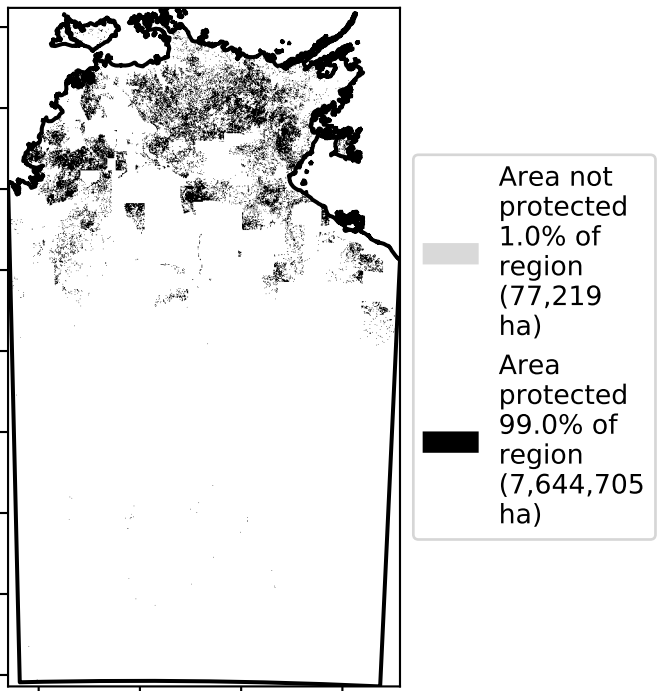 Area not
protected
1.0% of
region
(77,219
ha)
Area
protected
99.0% of
region
(7,644,705
ha)